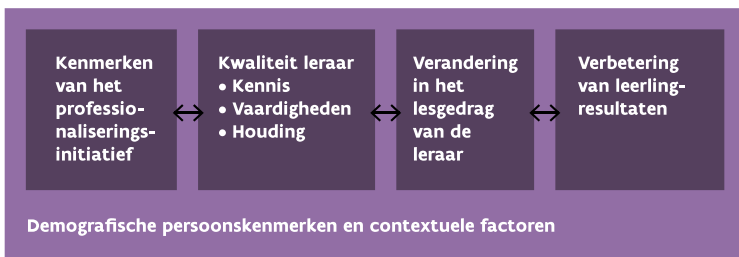 Kenmerken
van het
professio-
naliserings-
initiatief
Kwaliteit leraar
• Kennis
• Vaardigheden
• Houding
Verandering
in het
lesgedrag
van de
leraar
Verbetering
van leerling-
resultaten
Demografische persoonskenmerken en contextuele factoren